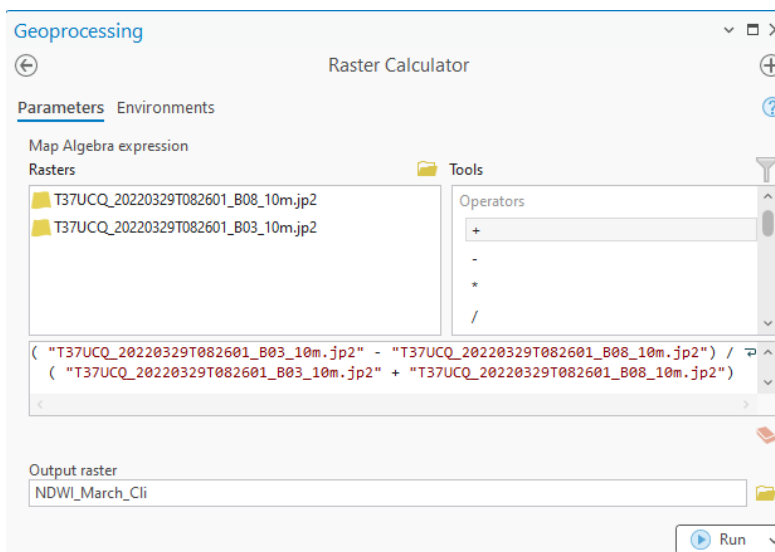 Geoprocessing
Raster Calculator
Parameters Environments
Map Algebra expression
Rasters
Tools
T37UCQ_20220329T082601_B08_10m.jp2
T37UCQ_20220329T082601_B03_10m.jp2
Operators
+
-
*
/
( "T37UCQ_20220329T082601_B03_10m.jp2" - "T37UCQ_20220329T082601_B08_10m.jp2") /
( "T37UCQ_20220329T082601_B03_10m.jp2" + "T37UCQ_20220329T082601_B08_10m.jp2")
Output raster
NDWI_March_Cli
Run